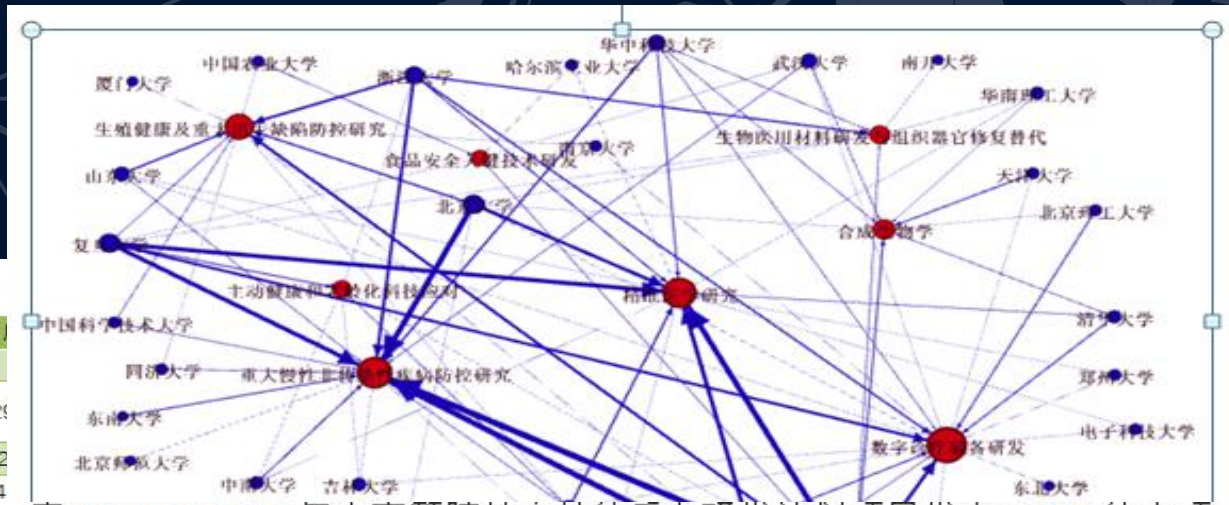 华中科技大学
中国农业大学
浙江大学
哈尔滨工业大学
武汉大学
南开大学
厦门大学
华南理工大学
生殖健康及重大出生缺陷防控研究
生物医用材料研发与组织器官修复替代
南京大学
食品安全关键技术研发
山东大学
天津大学
北京大学
北京理工大学
合成生物学
复旦大学
主动健康和老龄化科技应对
精准医学研究
中国科学技术大学
清华大学
同济大学
重大慢性非传染性疾病防控研究
郑州大学
东南大学
电子科技大学
数字诊疗装备研发
北京师范大学
中南大学
吉林大学
东北大学